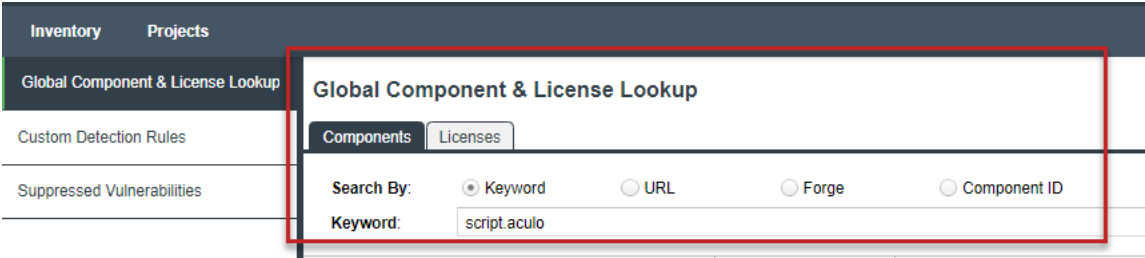 Inventory Projects
Global Component & License Lookup
Custom Detection Rules
Suppressed Vulnerabilities
Global Component & License Lookup
Components Licenses
Search By: Keyword URL Forge Component ID
Keyword: script.aculo